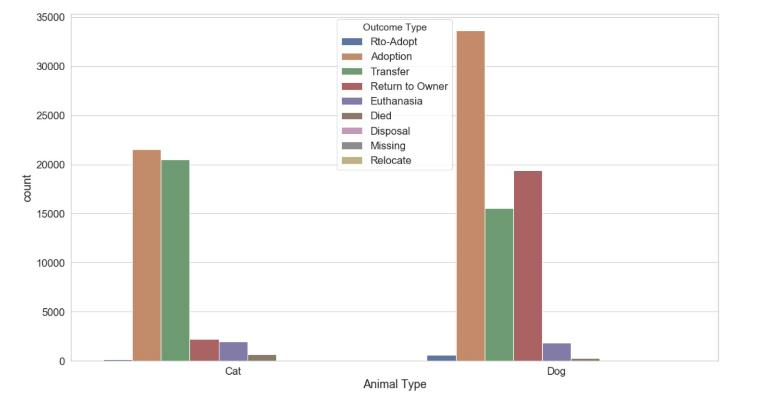 35000
30000
25000
20000
15000
10000
5000
0
count
Outcome Type
Rto-Adopt
Adoption
Transfer
Return to Owner
Euthanasia
Died
Disposal
Missing
Relocate
Cat
Dog
Animal Type